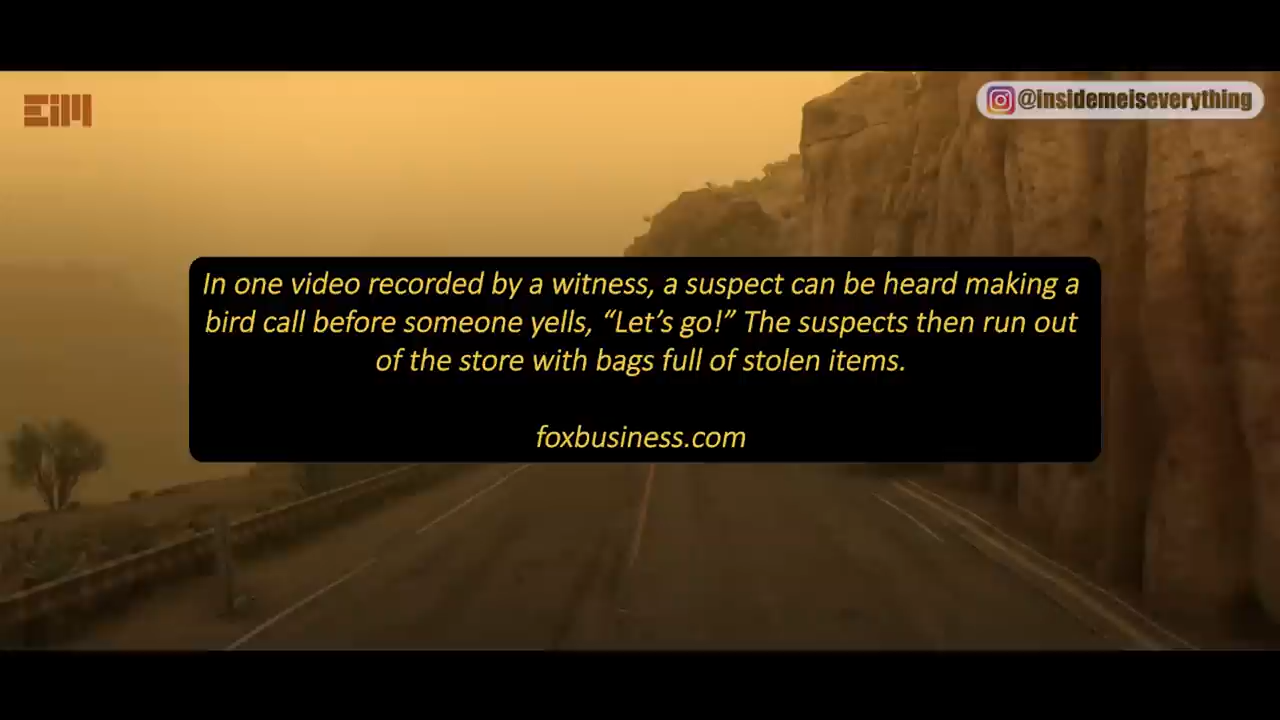 EiM
@insidemeiseverything
In one video recorded by a witness, a suspect can be heard making a
bird call before someone yells, “Let’s go!” The suspects then run out
of the store with bags full of stolen items.
foxbusiness.com